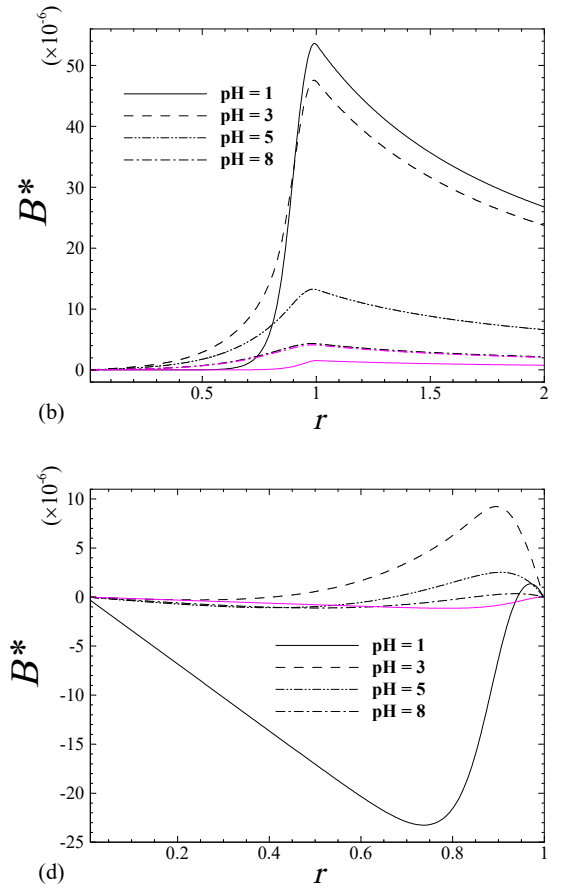 (×10⁻⁶)
50
40
30
20
10
0
B*
pH = 1
pH = 3
pH = 5
pH = 8
0.5
1
1.5
2
(b)
r
(×10⁻⁶)
10
5
0
-5
-10
-15
-20
-25
B*
pH = 1
pH = 3
pH = 5
pH = 8
0.2
0.4
0.6
0.8
1
(d)
r